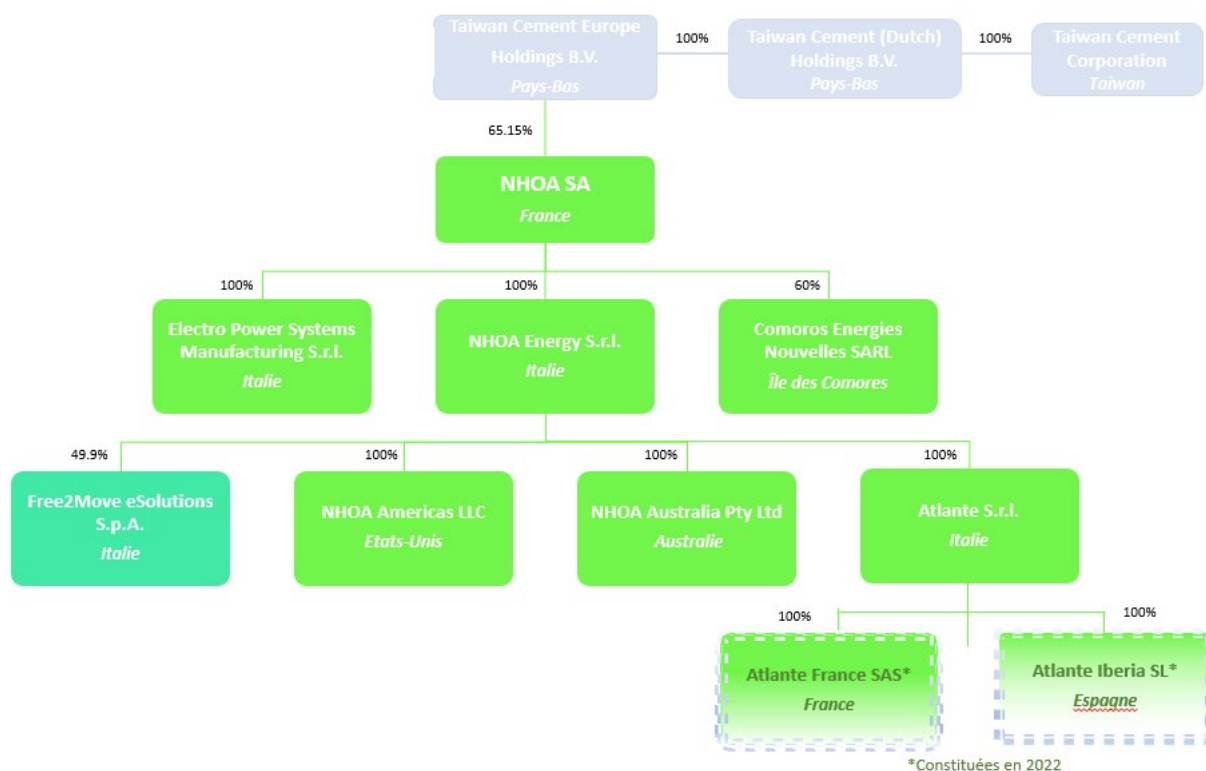 Taiwan Cement Europe
Holdings B.V.
Pays-Bas
100%
Taiwan Cement (Dutch)
Holdings B.V.
Pays-Bas
100%
Taiwan Cement
Corporation
Taiwan
65.15%
NHOA SA
France
100%
100%
60%
Electro Power Systems
Manufacturing S.r.l.
Italie
NHOA Energy S.r.l.
Italie
Comoros Energies
Nouvelles SARL
Île des Comores
49.9%
100%
100%
100%
Free2Move eSolutions
S.p.A.
Italie
NHOA Americas LLC
Etats-Unis
NHOA Australia Pty Ltd
Australie
Atlante S.r.l.
Italie
100%
100%
Atlante France SAS*
France
Atlante Iberia SL*
Espagne
*Constituées en 2022